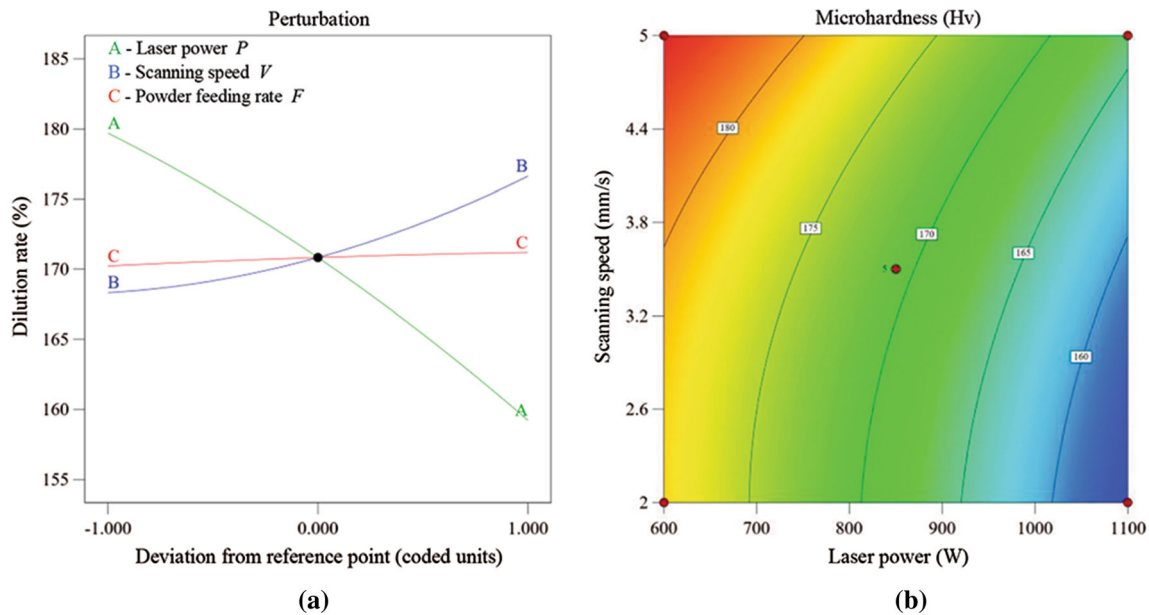 Perturbation
A - Laser power P
B - Scanning speed V
C - Powder feeding rate F
185
180
175
170
165
160
155
Dilution rate (%)
A
B
C
C
B
A
-1.000 0.000 1.000
Deviation from reference point (coded units)
(a)
Microhardness (Hv)
5
4.4
3.8
3.2
2.6
2
Scanning speed (mm/s)
180
175
170
165
5
160
600 700 800 900 1000 1100
Laser power (W)
(b)